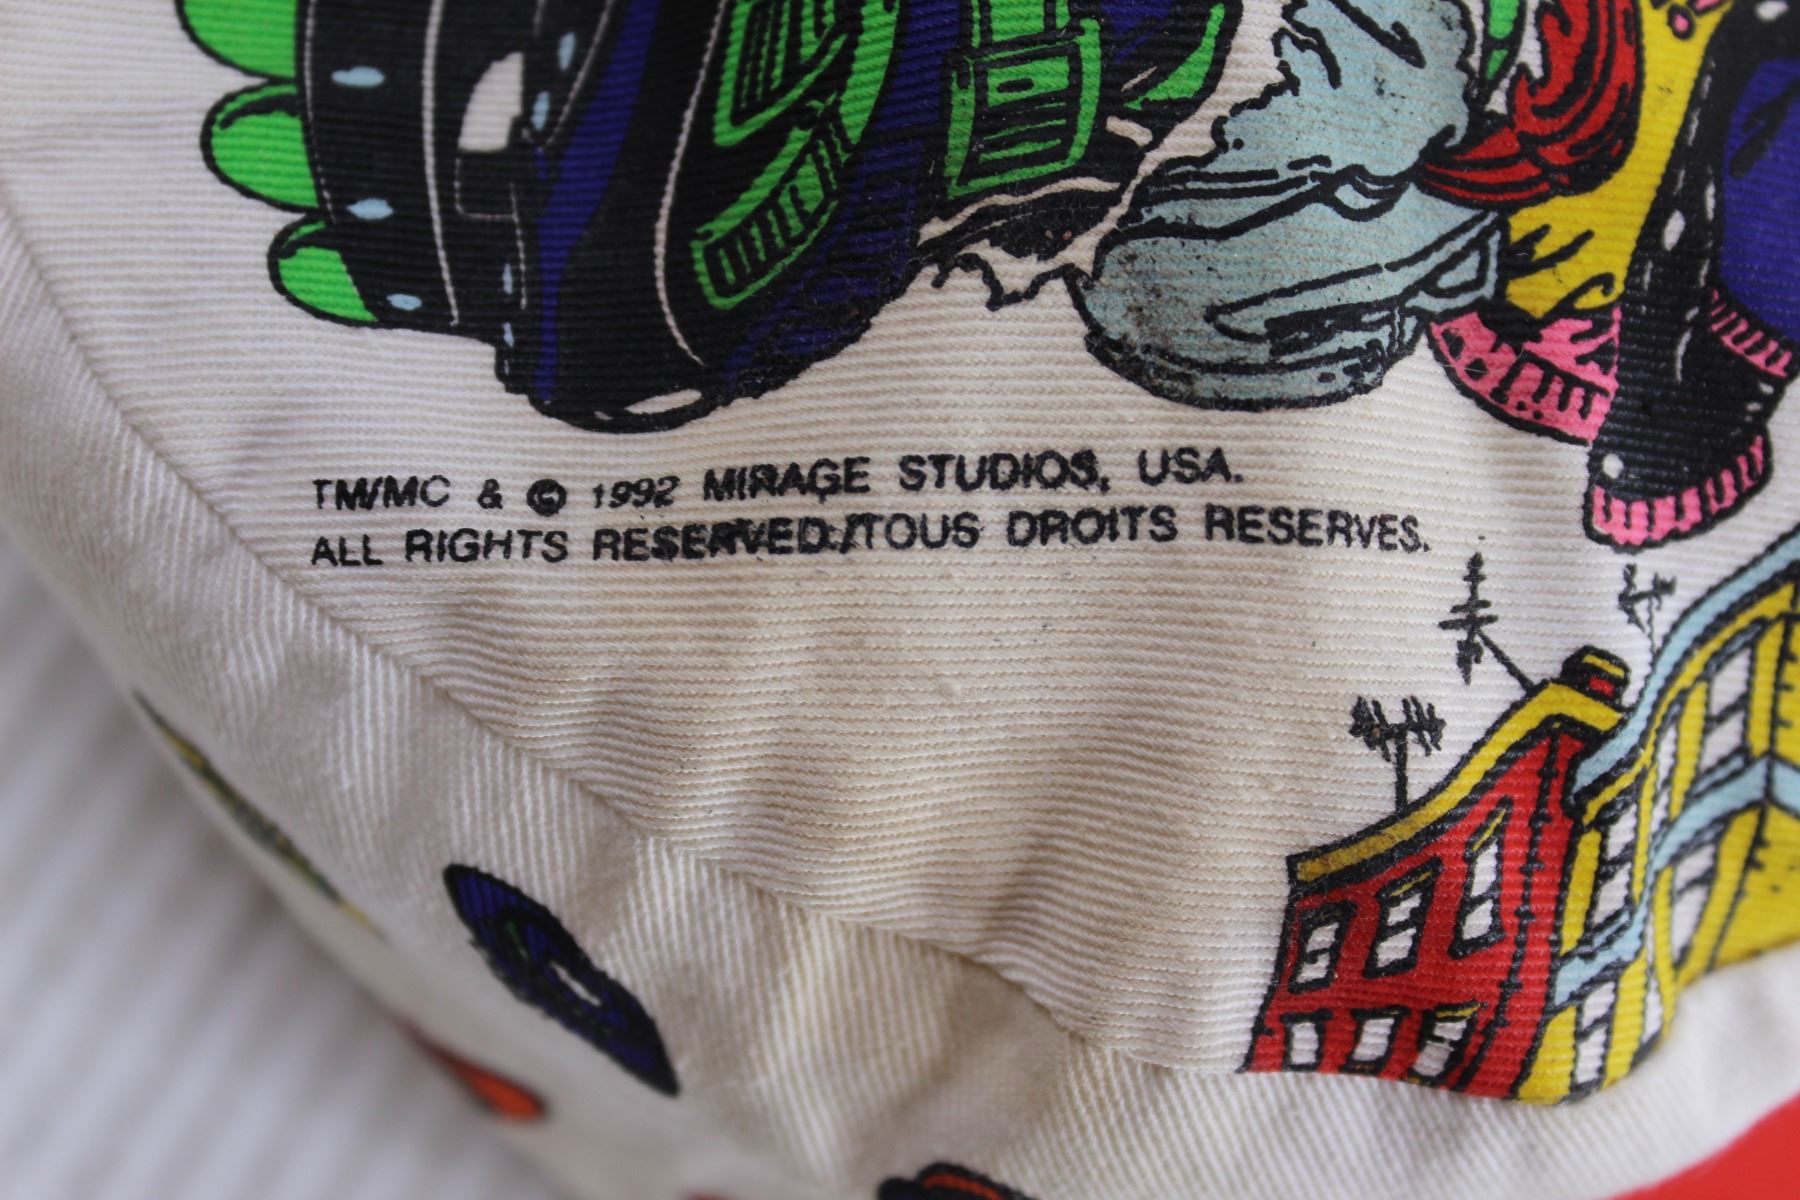 TM/MC & © 1992 MIRAGE STUDIOS, USA.
ALL RIGHTS RESERVED./TOUS DROITS RESERVES.